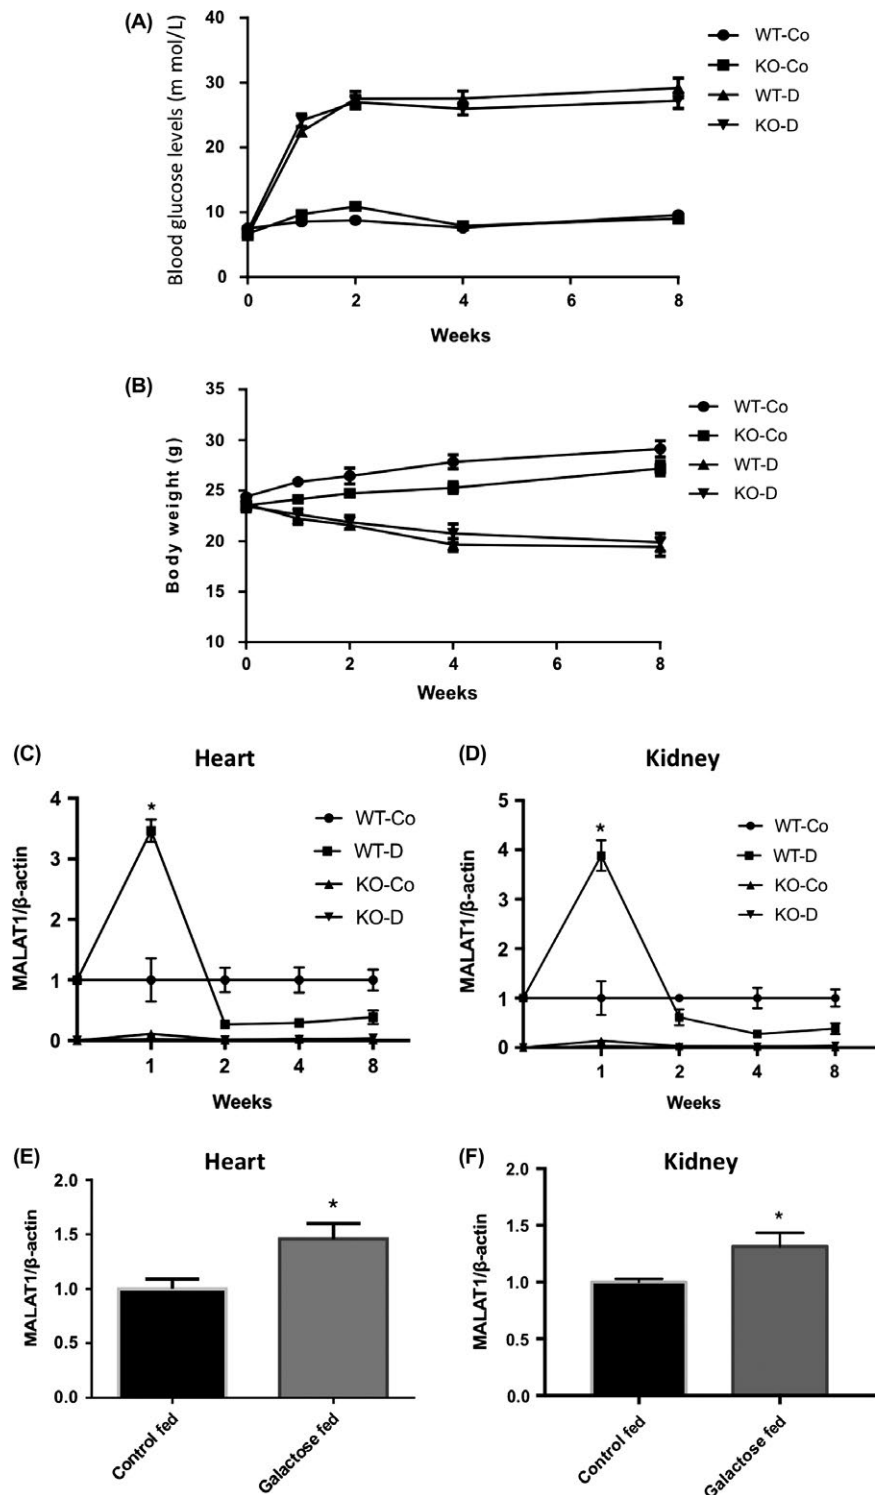 (A)
Blood glucose levels (m mol/L)
40
30
20
10
0
0 2 4 6 8
Weeks
WT-Co
KO-Co
WT-D
KO-D
(B)
Body weight (g)
35
30
25
20
15
10
0 2 4 6 8
Weeks
WT-Co
KO-Co
WT-D
KO-D
(C) Heart
MALAT1/β-actin
4
3
2
1
0
*
1 2 4 8
Weeks
WT-Co
WT-D
KO-Co
KO-D
(D) Kidney
MALAT1/β-actin
5
4
3
2
1
0
*
1 2 4 8
Weeks
WT-Co
WT-D
KO-Co
KO-D
(E) Heart
MALAT1/β-actin
2.0
1.5
1.0
0.5
0.0
*
Control fed
Galactose fed
(F) Kidney
MALAT1/β-actin
2.0
1.5
1.0
0.5
0.0
*
Control fed
Galactose fed